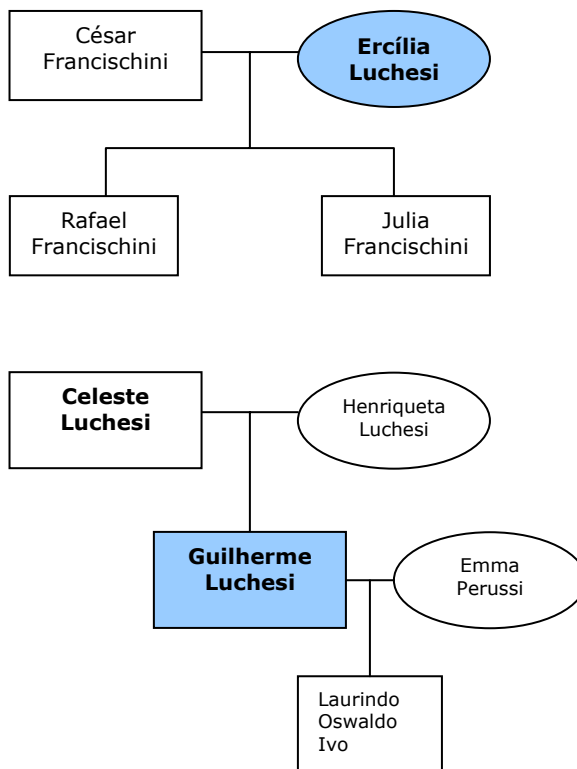 César
Francischini
Ercília
Luchesi
Rafael
Francischini
Julia
Francischini
Celeste
Luchesi
Henriqueta
Luchesi
Guilherme
Luchesi
Emma
Perussi
Laurindo
Oswaldo
Ivo